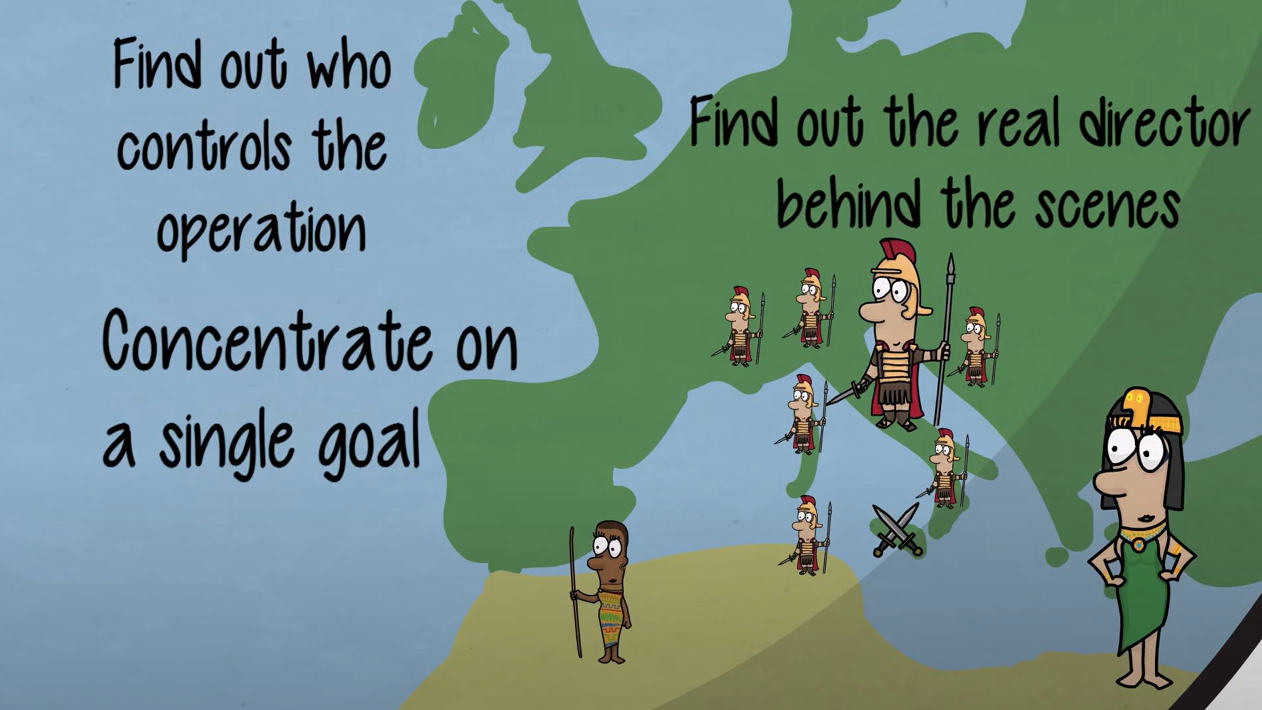 Find out who
controls the
operation
Concentrate on
a single goal
Find out the real director
behind the scenes